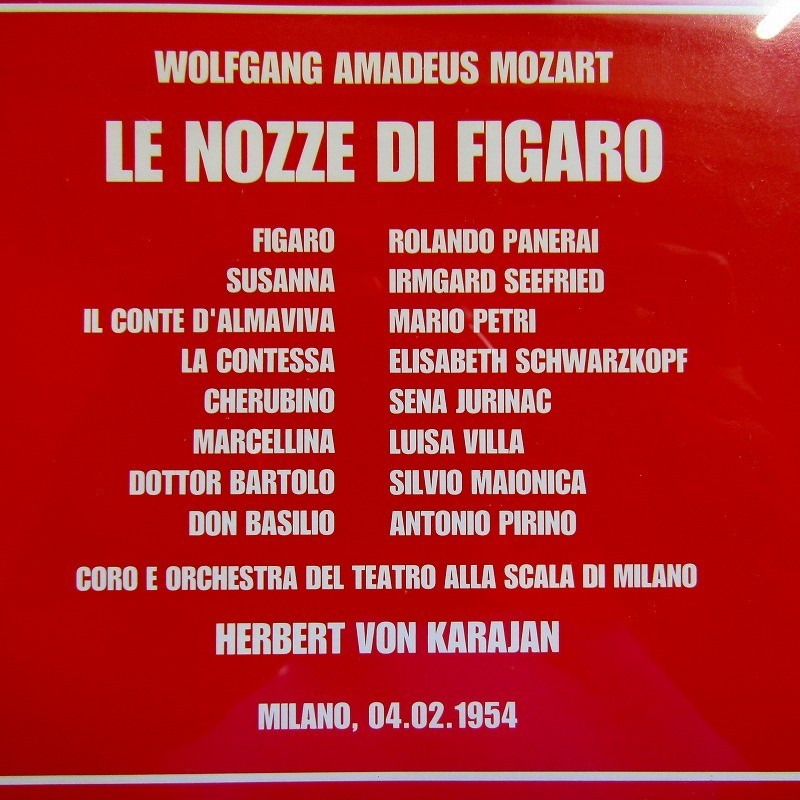 WOLFGANG AMADEUS MOZART
LE NOZZE DI FIGARO
FIGARO ROLANDO PANERAI
SUSANNA IRMGARD SEEFRIED
IL CONTE D'ALMAVIVA MARIO PETRI
LA CONTESSA ELISABETH SCHWARZKOPF
CHERUBINO SENA JURINAC
MARCELLINA LUISA VILLA
DOTTOR BARTOLO SILVIO MAIONICA
DON BASILIO ANTONIO PIRINO
CORO E ORCHESTRA DEL TEATRO ALLA SCALA DI MILANO
HERBERT VON KARAJAN
MILANO, 04.02.1954